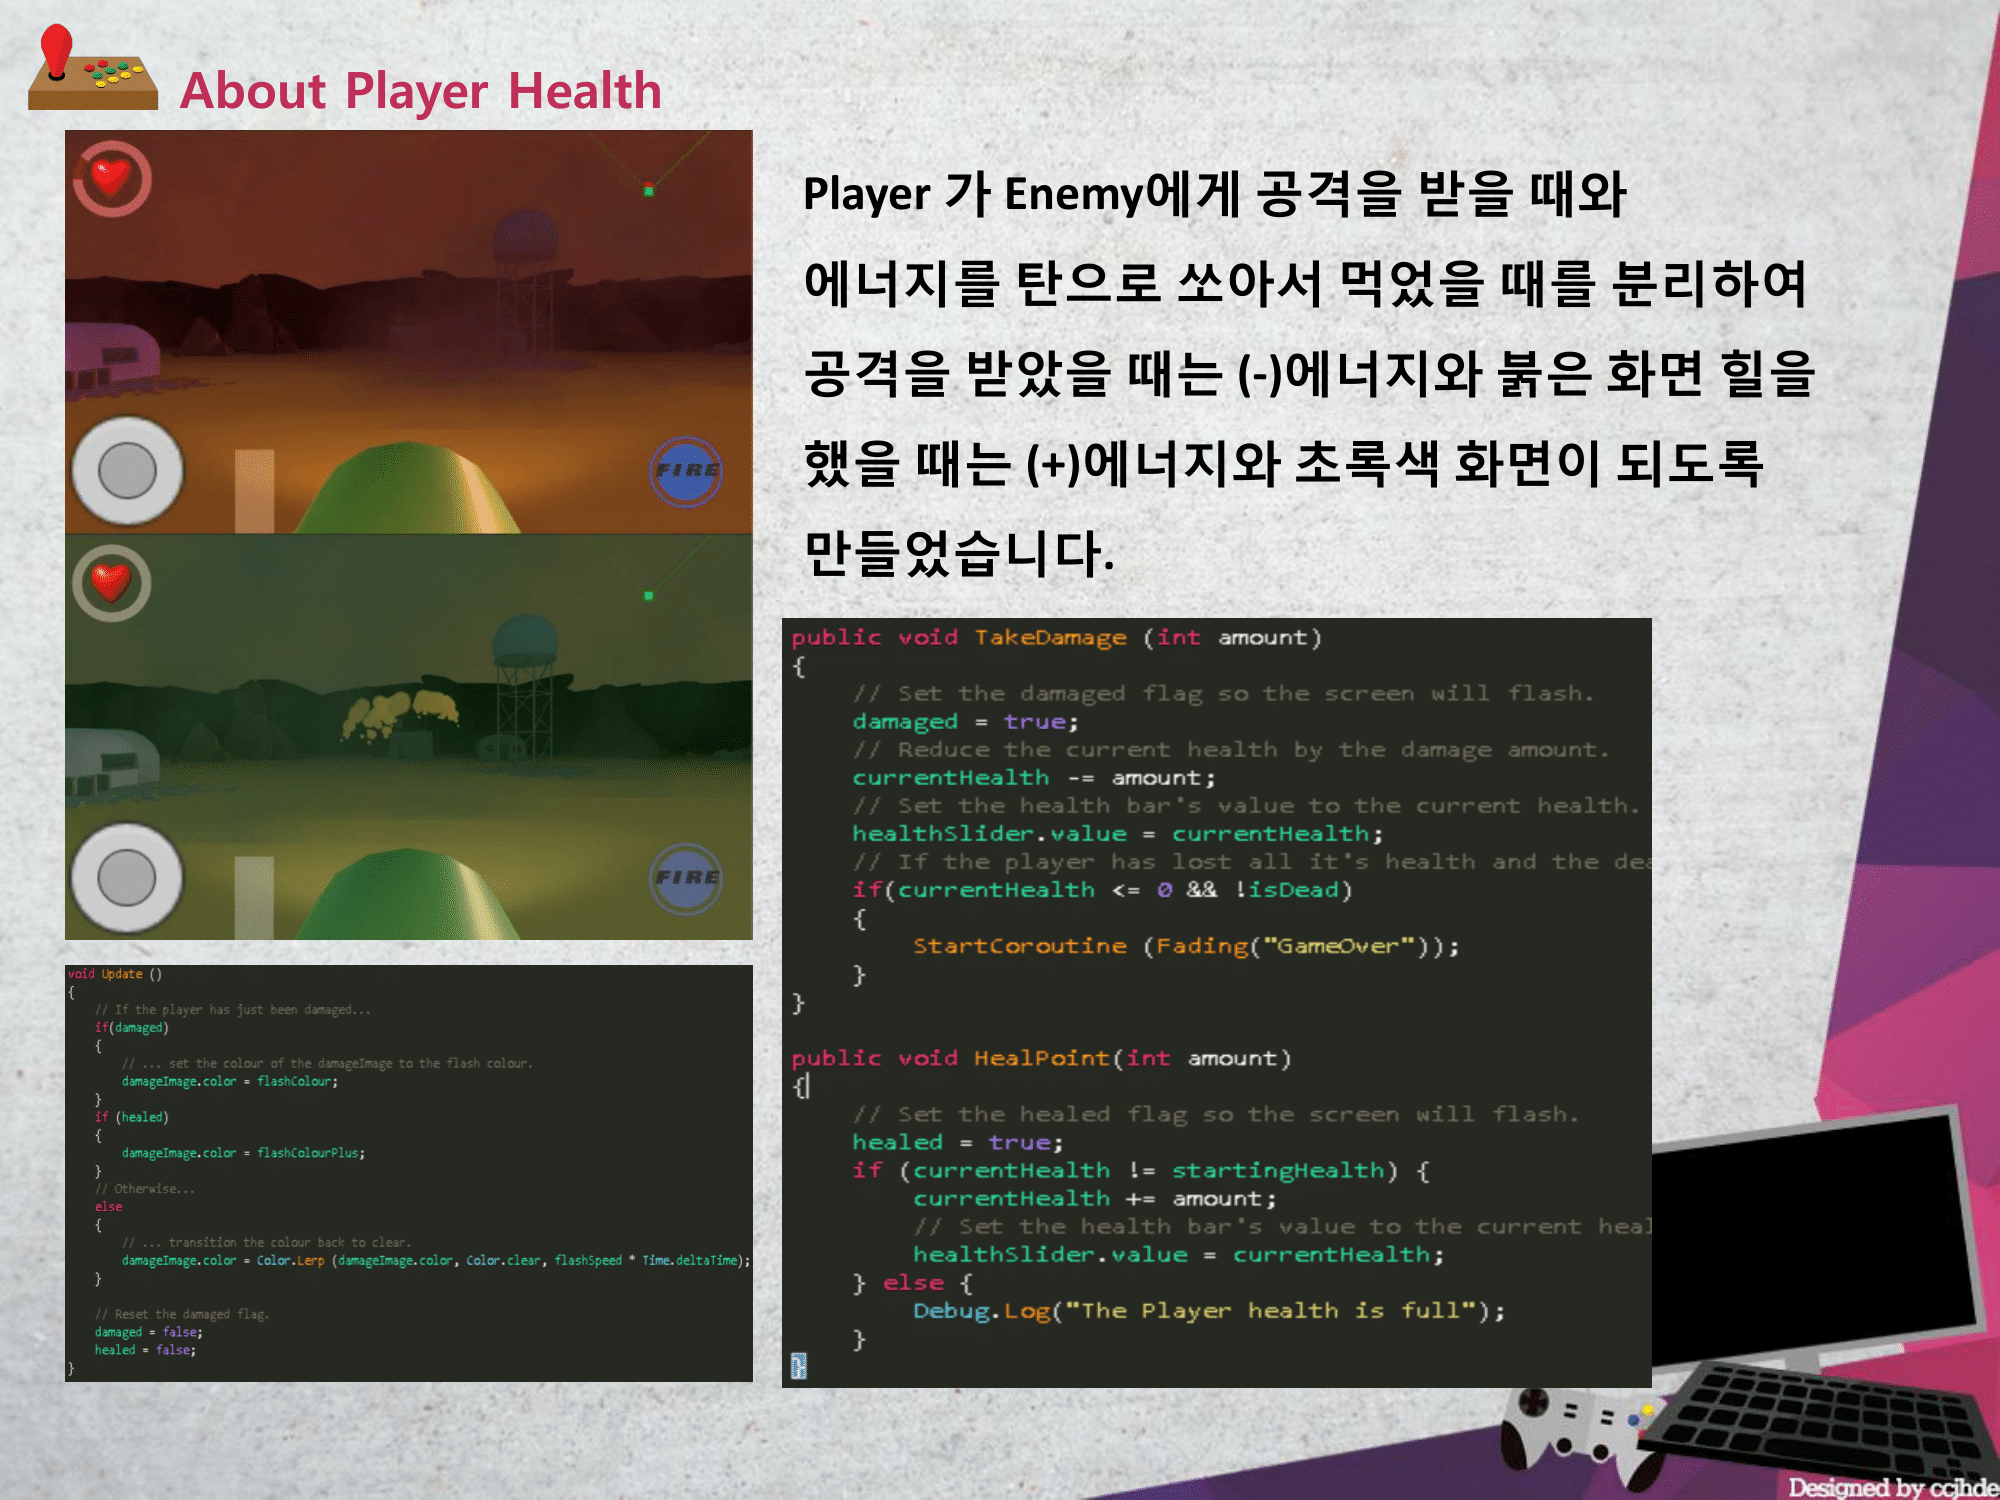 About Player Health
Player 가 Enemy에게 공격을 받을 때와
에너지를 탄으로 쏘아서 먹었을 때를 분리하여
공격을 받았을 때는 (-)에너지와 붉은 화면 힐을
했을 때는 (+)에너지와 초록색 화면이 되도록
만들었습니다.
FIRE
FIRE
void Update ()
{
// If the player has just been damaged...
if(damaged)
{
// ... set the colour of the damageImage to the flash colour.
damageImage.color = flashColour;
}
if (healed)
{
damageImage.color = flashColourPlus;
}
// Otherwise...
else
{
// ... transition the colour back to clear.
damageImage.color = Color.Lerp (damageImage.color, Color.clear, flashSpeed * Time.deltaTime);
}
// Reset the damaged flag.
damaged = false;
healed = false;
}
public void TakeDamage (int amount)
{
// Set the damaged flag so the screen will flash.
damaged = true;
// Reduce the current health by the damage amount.
currentHealth -= amount;
// Set the health bar's value to the current health.
healthSlider.value = currentHealth;
// If the player has lost all it's health and the dea
if(currentHealth <= 0 && !isDead)
{
StartCoroutine (Fading("GameOver"));
}
}
public void HealPoint(int amount)
{
// Set the healed flag so the screen will flash.
healed = true;
if (currentHealth != startingHealth) {
currentHealth += amount;
// Set the health bar's value to the current heal
healthSlider.value = currentHealth;
} else {
Debug.Log("The Player health is full");
}
}
Designed by ccjhde